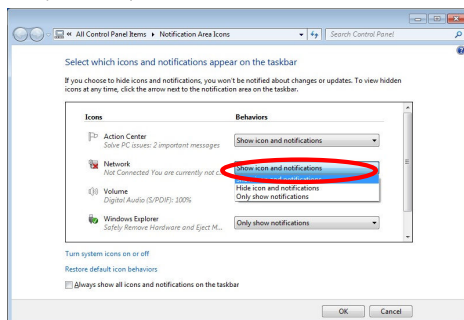 « All Control Panel Items ▸ Notification Area Icons
Search Control Panel
Select which icons and notifications appear on the taskbar
If you choose to hide icons and notifications, you won't be notified about changes or updates. To view hidden
icons at any time, click the arrow next to the notification area on the taskbar.
Icons Behaviors
Action Center
Solve PC issues: 2 important messages
Show icon and notifications
Network
Not Connected You are currently not c...
Show icon and notifications
Hide icon and notifications
Only show notifications
Volume
Digital Audio (S/PDIF): 100%
Windows Explorer
Safely Remove Hardware and Eject M...
Only show notifications
Turn system icons on or off
Restore default icon behaviors
Always show all icons and notifications on the taskbar
OK Cancel